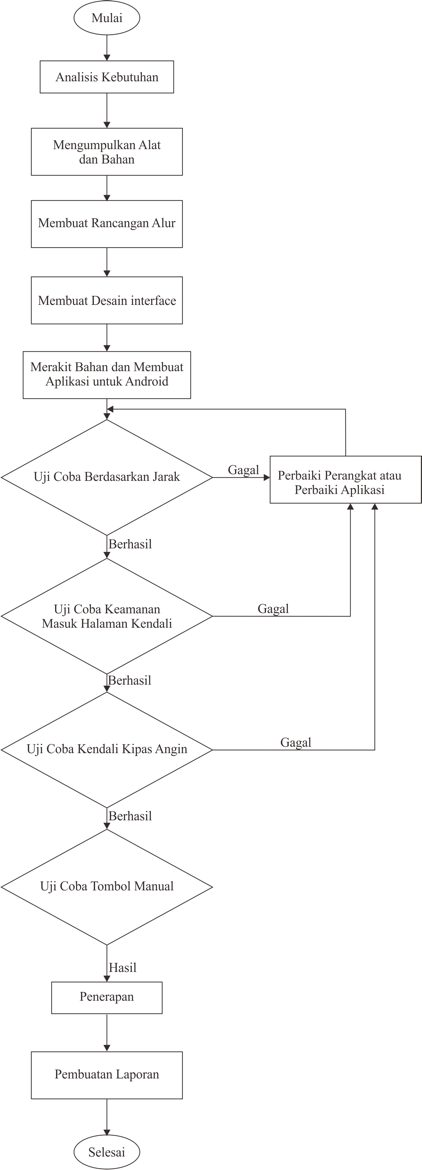 Mulai
Analisis Kebutuhan
Mengumpulkan Alat
dan Bahan
Membuat Rancangan Alur
Membuat Desain interface
Merakit Bahan dan Membuat
Aplikasi untuk Android
Uji Coba Berdasarkan Jarak
Gagal
Perbaiki Perangkat atau
Perbaiki Aplikasi
Berhasil
Uji Coba Keamanan
Masuk Halaman Kendali
Gagal
Berhasil
Uji Coba Kendali Kipas Angin
Gagal
Berhasil
Uji Coba Tombol Manual
Hasil
Penerapan
Pembuatan Laporan
Selesai